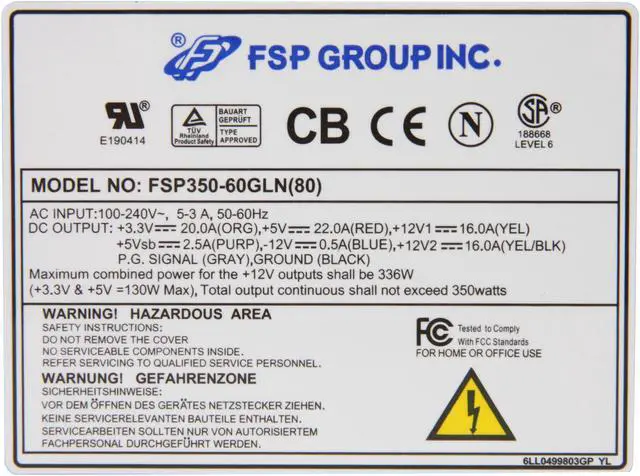 ® FSP GROUP INC.
®
E190414
TÜV
Rheinland
Product Safety
BAUART
GEPRÜFT
TYPE
APPROVED
CB CE N
SA ®
188668
LEVEL 6
MODEL NO: FSP350-60GLN(80)
AC INPUT:100-240V~, 5-3 A, 50-60Hz
DC OUTPUT: +3.3V⎓ 20.0A(ORG),+5V⎓ 22.0A(RED),+12V1⎓16.0A(YEL)
+5Vsb⎓2.5A(PURP),-12V⎓0.5A(BLUE),+12V2⎓16.0A(YEL/BLK)
P.G. SIGNAL (GRAY),GROUND (BLACK)
Maximum combined power for the +12V outputs shall be 336W
(+3.3V & +5V =130W Max), Total output continuous shall not exceed 350watts
WARNING! HAZARDOUS AREA
SAFETY INSTRUCTIONS:
DO NOT REMOVE THE COVER
NO SERVICEABLE COMPONENTS INSIDE.
REFER SERVICING TO QUALIFIED SERVICE PERSONNEL.
WARNUNG! GEFAHRENZONE
SICHERHEITSHINWEISE:
VOR DEM ÖFFNEN DES GERÄTES NETZSTECKER ZIEHEN.
KEINE SERVICERELEVANTEN BAUTEILE ENTHALTEN.
SERVICEARBEITEN SOLLTEN NUR VON AUTORISIERTEM
FACHPERSONAL DURCHGEFÜHRT WERDEN.
FC Tested to Comply
With FCC Standards
FOR HOME OR OFFICE USE
6LL0499803GP YL